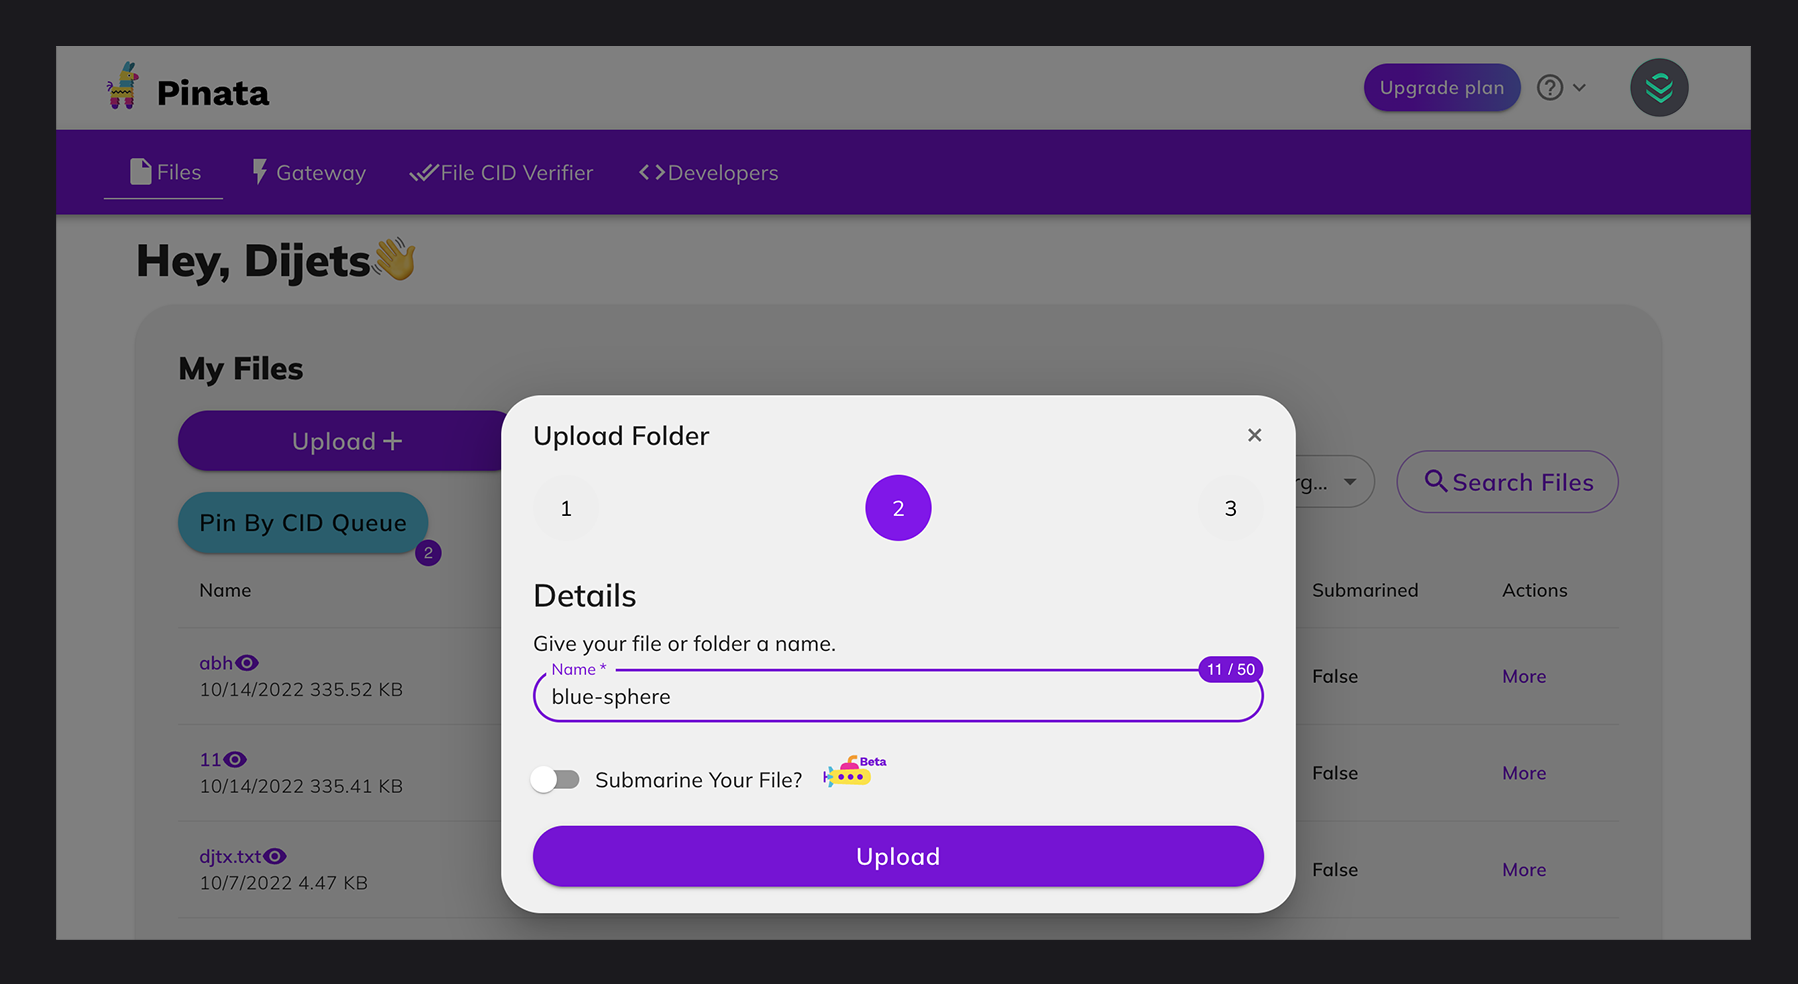 Pinata
Upgrade plan
?
Files
Gateway
File CID Verifier
Developers
Hey, Dijets
My Files
Upload +
Pin By CID Queue
2
rg...
Search Files
Name
Submarined
Actions
abh
10/14/2022 335.52 KB
False
More
11
10/14/2022 335.41 KB
False
More
djtx.txt
10/7/2022 4.47 KB
False
More
Upload Folder
×
1
2
3
Details
Give your file or folder a name.
Name *
11 / 50
blue-sphere
Submarine Your File?
Beta
Upload